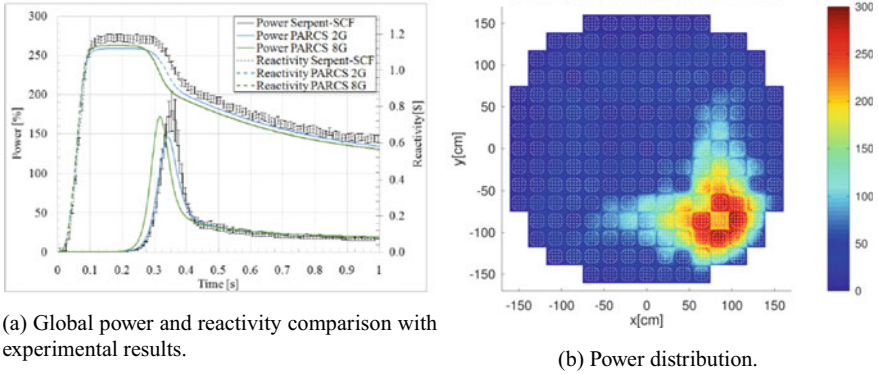 350
300
250
200
150
100
50
0
Power [%]
Power Serpent-SCF
Power PARCS 2G
Power PARCS 8G
Reactivity Serpent-SCF
Reactivity PARCS 2G
Reactivity PARCS 8G
1.2
1.0
0.8
0.6
0.4
0.2
0.0
Reactivity[$]
0 0.1 0.2 0.3 0.4 0.5 0.6 0.7 0.8 0.9 1
Time [s]
(a) Global power and reactivity comparison with
experimental results.
150
100
50
0
-50
-100
-150
y[cm]
-150 -100 -50 0 50 100 150
x[cm]
300
250
200
150
100
50
0
(b) Power distribution.